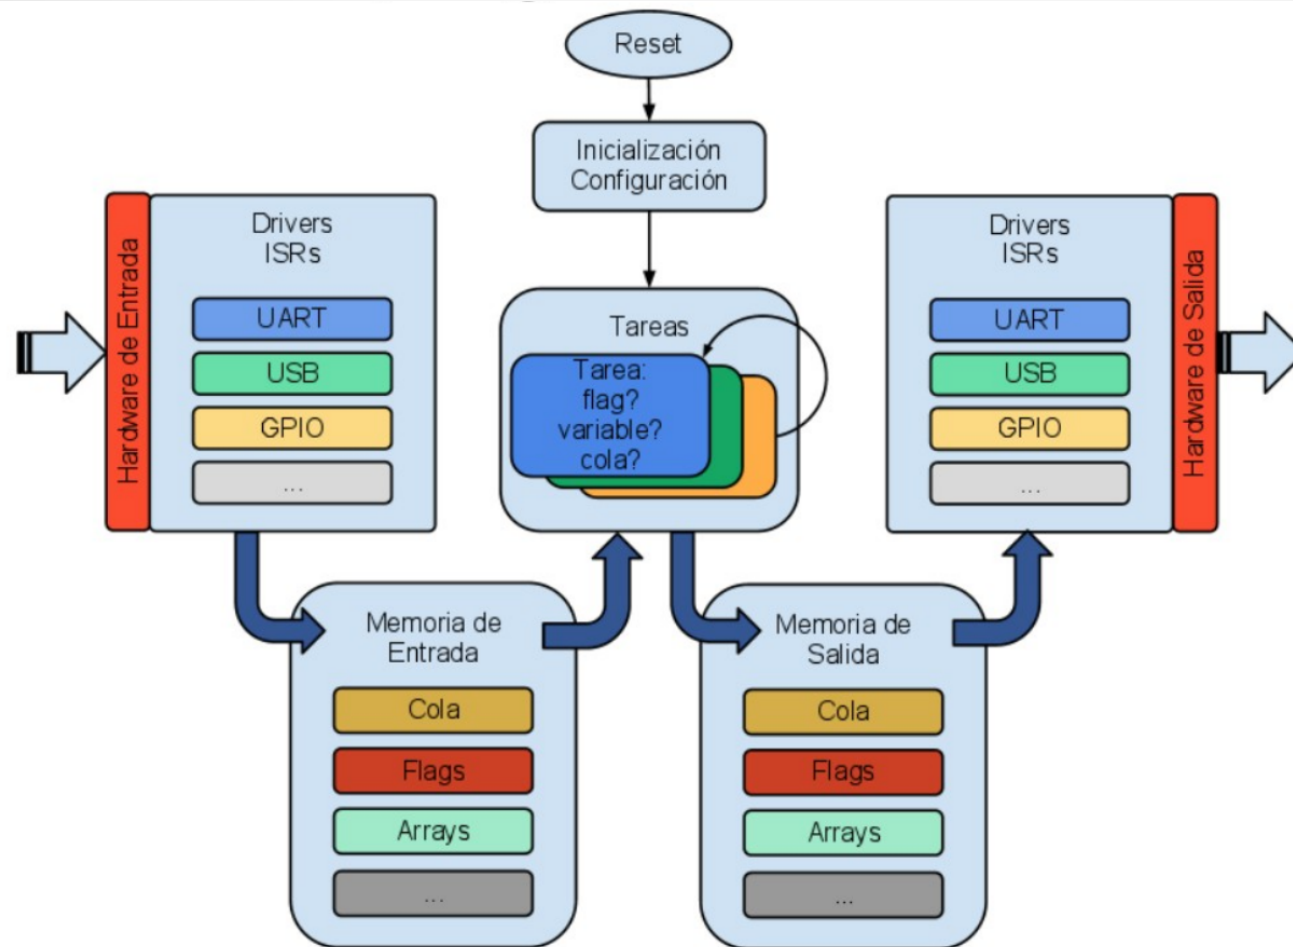 Reset
Inicialización
Configuración
Hardware de Entrada
Drivers
ISRs
UART
USB
GPIO
...
Tareas
Tarea:
flag?
variable?
cola?
Drivers
ISRs
UART
USB
GPIO
...
Hardware de Salida
Memoria de
Entrada
Cola
Flags
Arrays
...
Memoria de
Salida
Cola
Flags
Arrays
...